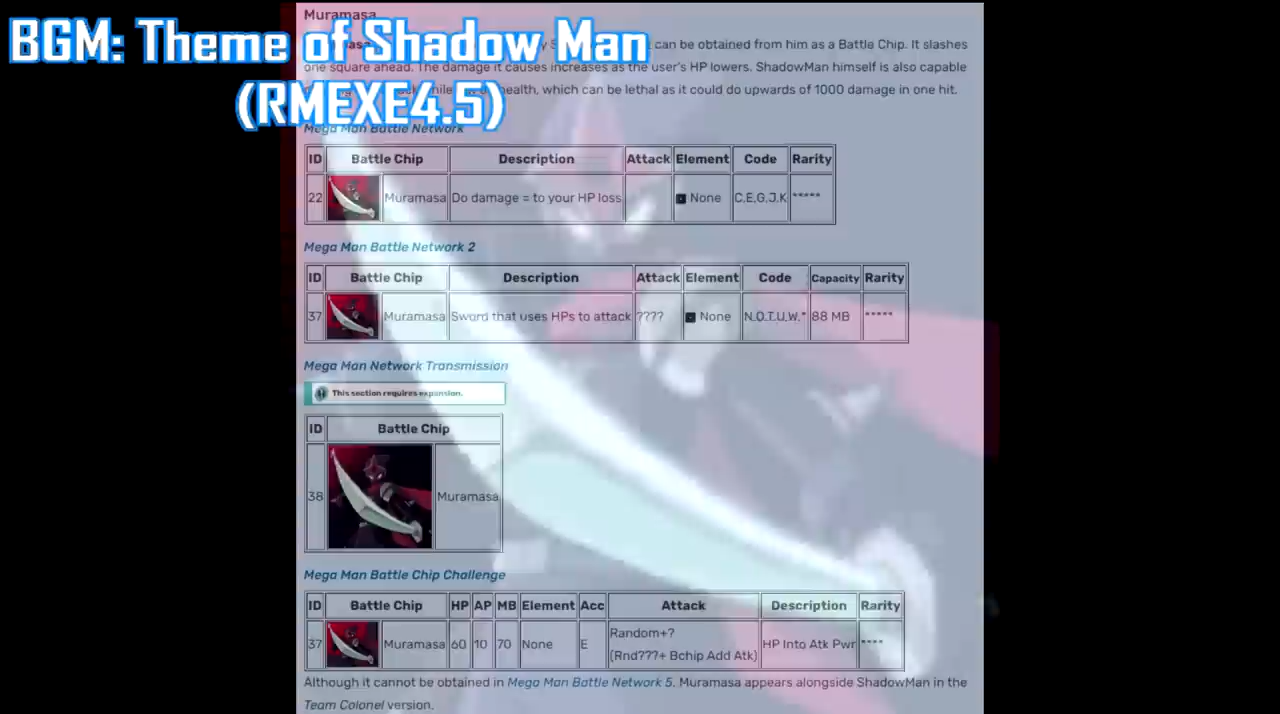 BGM: Theme of Shadow Man
(RMEXE4.5)
Muramasa
can be obtained from him as a Battle Chip. It slashes
one square ahead. The damage it causes increases as the user's HP lowers. ShadowMan himself is also capable
health, which can be lethal as it could do upwards of 1000 damage in one hit.
Mega Man Battle Network
ID Battle Chip Description Attack Element Code Rarity
22 Muramasa Do damage = to your HP loss None C,E,G,J,K *****
Mega Man Battle Network 2
ID Battle Chip Description Attack Element Code Capacity Rarity
37 Muramasa Sword that uses HPs to attack ???? None N,O,T,U,W,* 88 MB *****
Mega Man Network Transmission
This section requires expansion.
ID Battle Chip
38 Muramasa
Mega Man Battle Chip Challenge
ID Battle Chip HP AP MB Element Acc Attack Description Rarity
37 Muramasa 60 10 70 None E Random+? HP Into Atk Pwr ****
(Rnd???+ Bchip Add Atk)
Although it cannot be obtained in Mega Man Battle Network 5, Muramasa appears alongside ShadowMan in the
Team Colonel version.